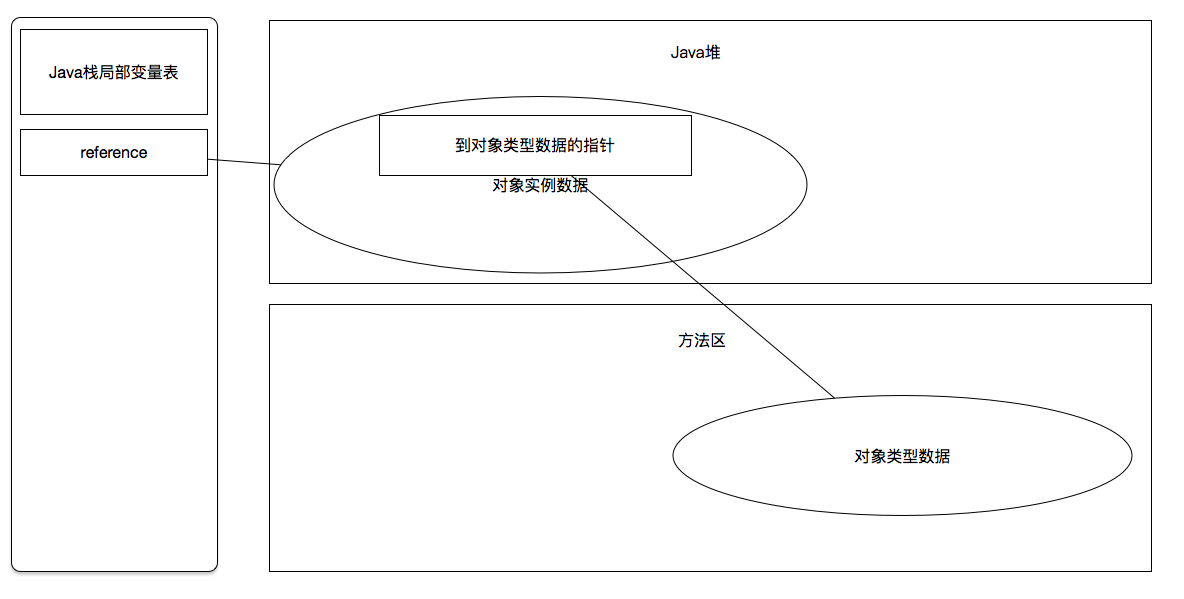 Java栈局部变量表
reference
Java堆
到对象类型数据的指针
对象实例数据
方法区
对象类型数据